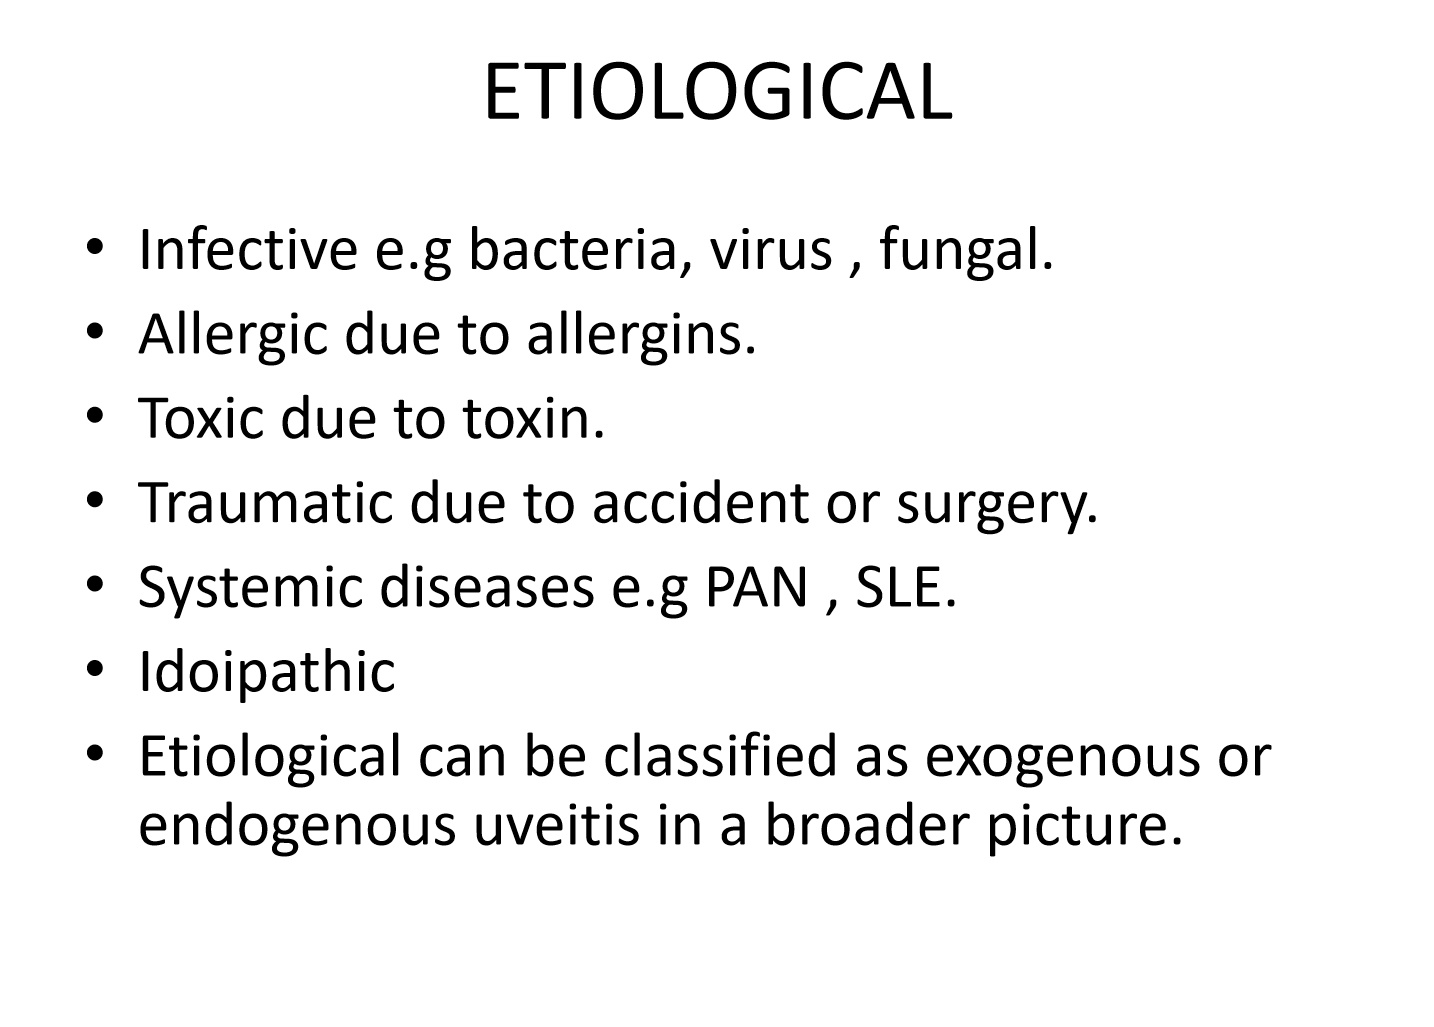 ETIOLOGICAL
• Infective e.g bacteria, virus , fungal.
• Allergic due to allergins.
• Toxic due to toxin.
• Traumatic due to accident or surgery.
• Systemic diseases e.g PAN , SLE.
• Idoipathic
• Etiological can be classified as exogenous or
endogenous uveitis in a broader picture.